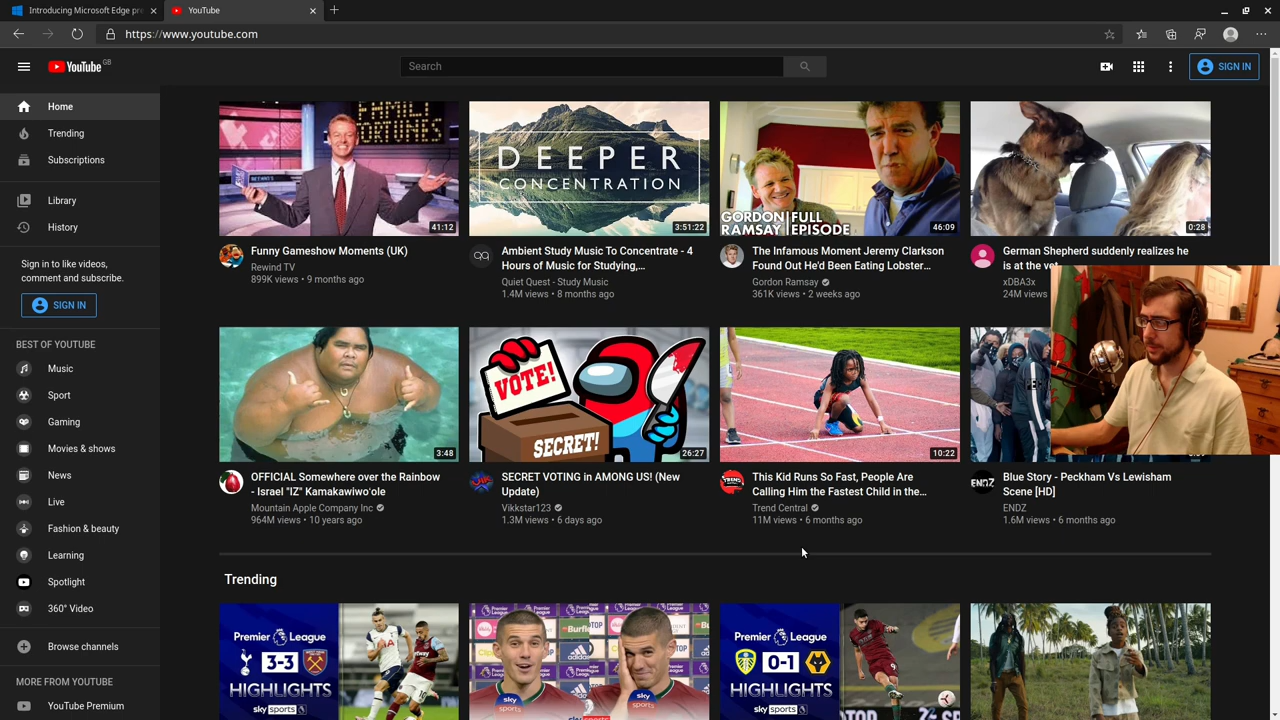 Introducing Microsoft Edge pre
YouTube
https://www.youtube.com
YouTube GB
Search
SIGN IN
Home
Trending
Subscriptions
Library
History
Sign in to like videos,
comment and subscribe.
SIGN IN
BEST OF YOUTUBE
Music
Sport
Gaming
Movies & shows
News
Live
Fashion & beauty
Learning
Spotlight
360° Video
Browse channels
MORE FROM YOUTUBE
YouTube Premium
FAMILY
FORTUNES
41:12
Funny Gameshow Moments (UK)
Rewind TV
899K views • 9 months ago
DEEPER
CONCENTRATION
3:51:22
Ambient Study Music To Concentrate - 4
Hours of Music for Studying,...
Quiet Quest - Study Music
1.4M views • 8 months ago
GORDON RAMSAY
FULL EPISODE
46:09
The Infamous Moment Jeremy Clarkson
Found Out He'd Been Eating Lobster...
Gordon Ramsay
361K views • 2 weeks ago
0:28
German Shepherd suddenly realizes he
is at the vet
xDBA3x
24M views
3:48
OFFICIAL Somewhere over the Rainbow
- Israel "IZ" Kamakawiwoʻole
Mountain Apple Company Inc
964M views • 10 years ago
VOTE!
SECRET!
26:27
SECRET VOTING in AMONG US! (New
Update)
Vikkstar123
1.3M views • 6 days ago
10:22
This Kid Runs So Fast, People Are
Calling Him the Fastest Child in the...
Trend Central
11M views • 6 months ago
ENDZ
Blue Story - Peckham Vs Lewisham
Scene [HD]
ENDZ
1.6M views • 6 months ago
Trending
Premier League
3-3
HIGHLIGHTS
sky sports
Premier League
sky sports
sky sports
Premier League
0-1
HIGHLIGHTS
sky sports